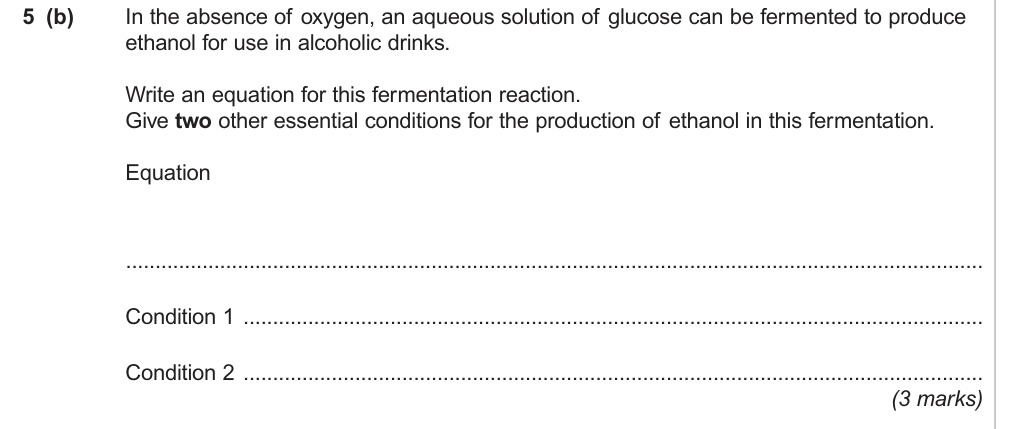 5 (b) In the absence of oxygen, an aqueous solution of glucose can be fermented to produce
ethanol for use in alcoholic drinks.
Write an equation for this fermentation reaction.
Give two other essential conditions for the production of ethanol in this fermentation.
Equation
....................................................................................................
Condition 1 ....................................................................................................
Condition 2 ....................................................................................................
(3 marks)